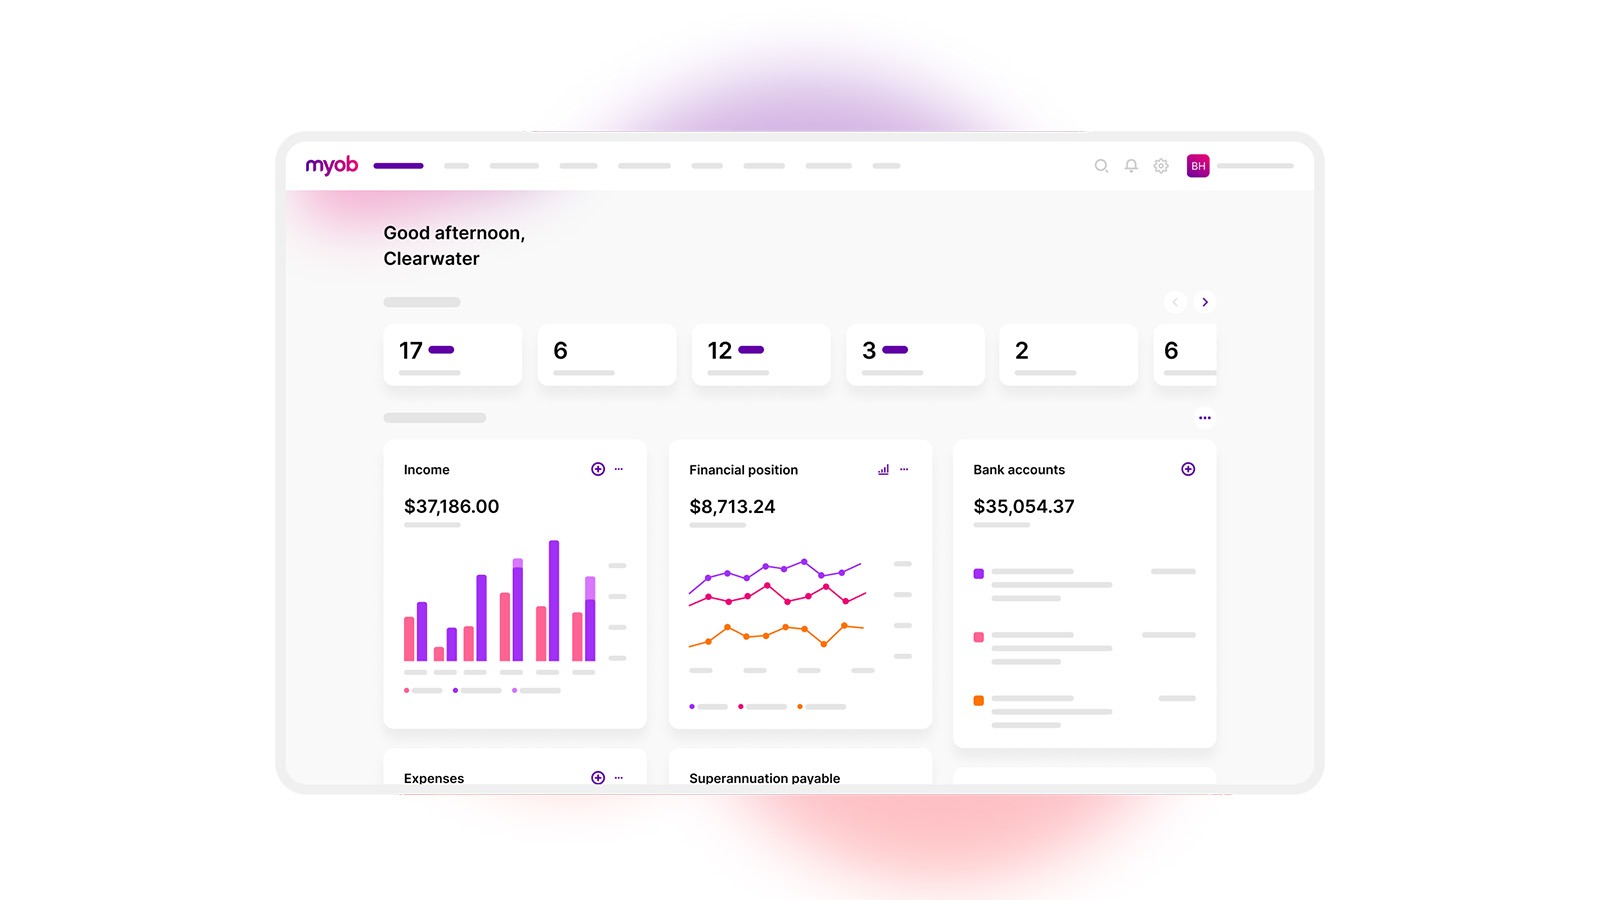 myob
BH
Good afternoon,
Clearwater
17
6
12
3
2
6
Income
$37,186.00
Financial position
$8,713.24
Bank accounts
$35,054.37
Expenses
Superannuation payable